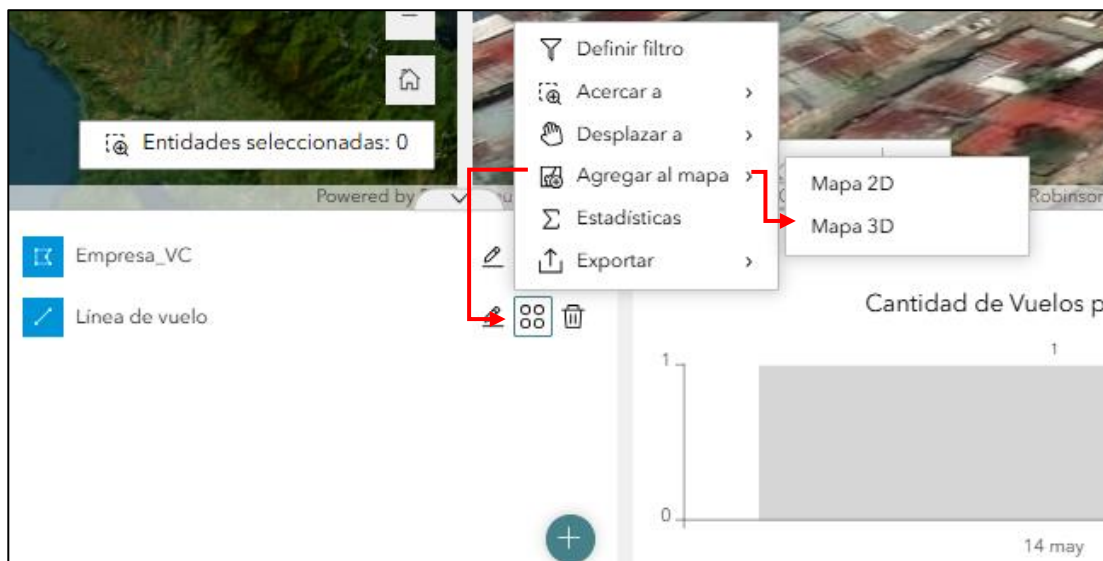 Definir filtro
Acercar a
Desplazar a
Agregar al mapa
Estadísticas
Exportar
Mapa 2D
Mapa 3D
Entidades seleccionadas: 0
Powered by
Robinson
Empresa_VC
Línea de vuelo
Cantidad de Vuelos p
1
1
0
14 may